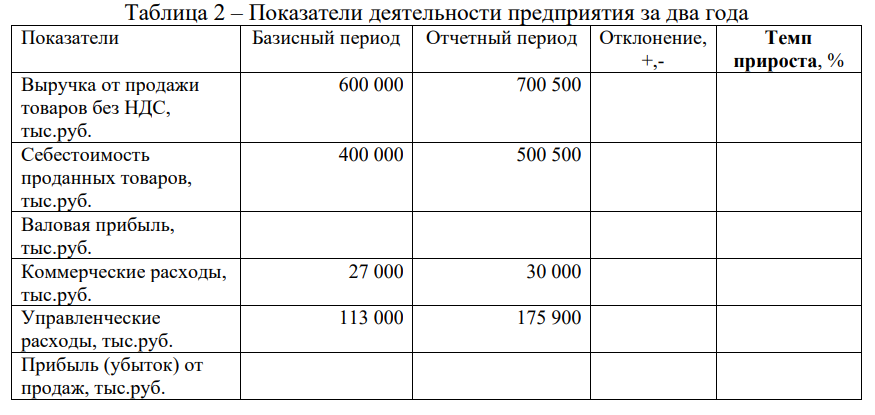 Таблица 2 – Показатели деятельности предприятия за два года
Показатели Базисный период Отчетный период Отклонение, Темп
+,- прироста, %
Выручка от продажи 600 000 700 500
товаров без НДС,
тыс.руб.
Себестоимость 400 000 500 500
проданных товаров,
тыс.руб.
Валовая прибыль,
тыс.руб.
Коммерческие расходы, 27 000 30 000
тыс.руб.
Управленческие 113 000 175 900
расходы, тыс.руб.
Прибыль (убыток) от
продаж, тыс.руб.